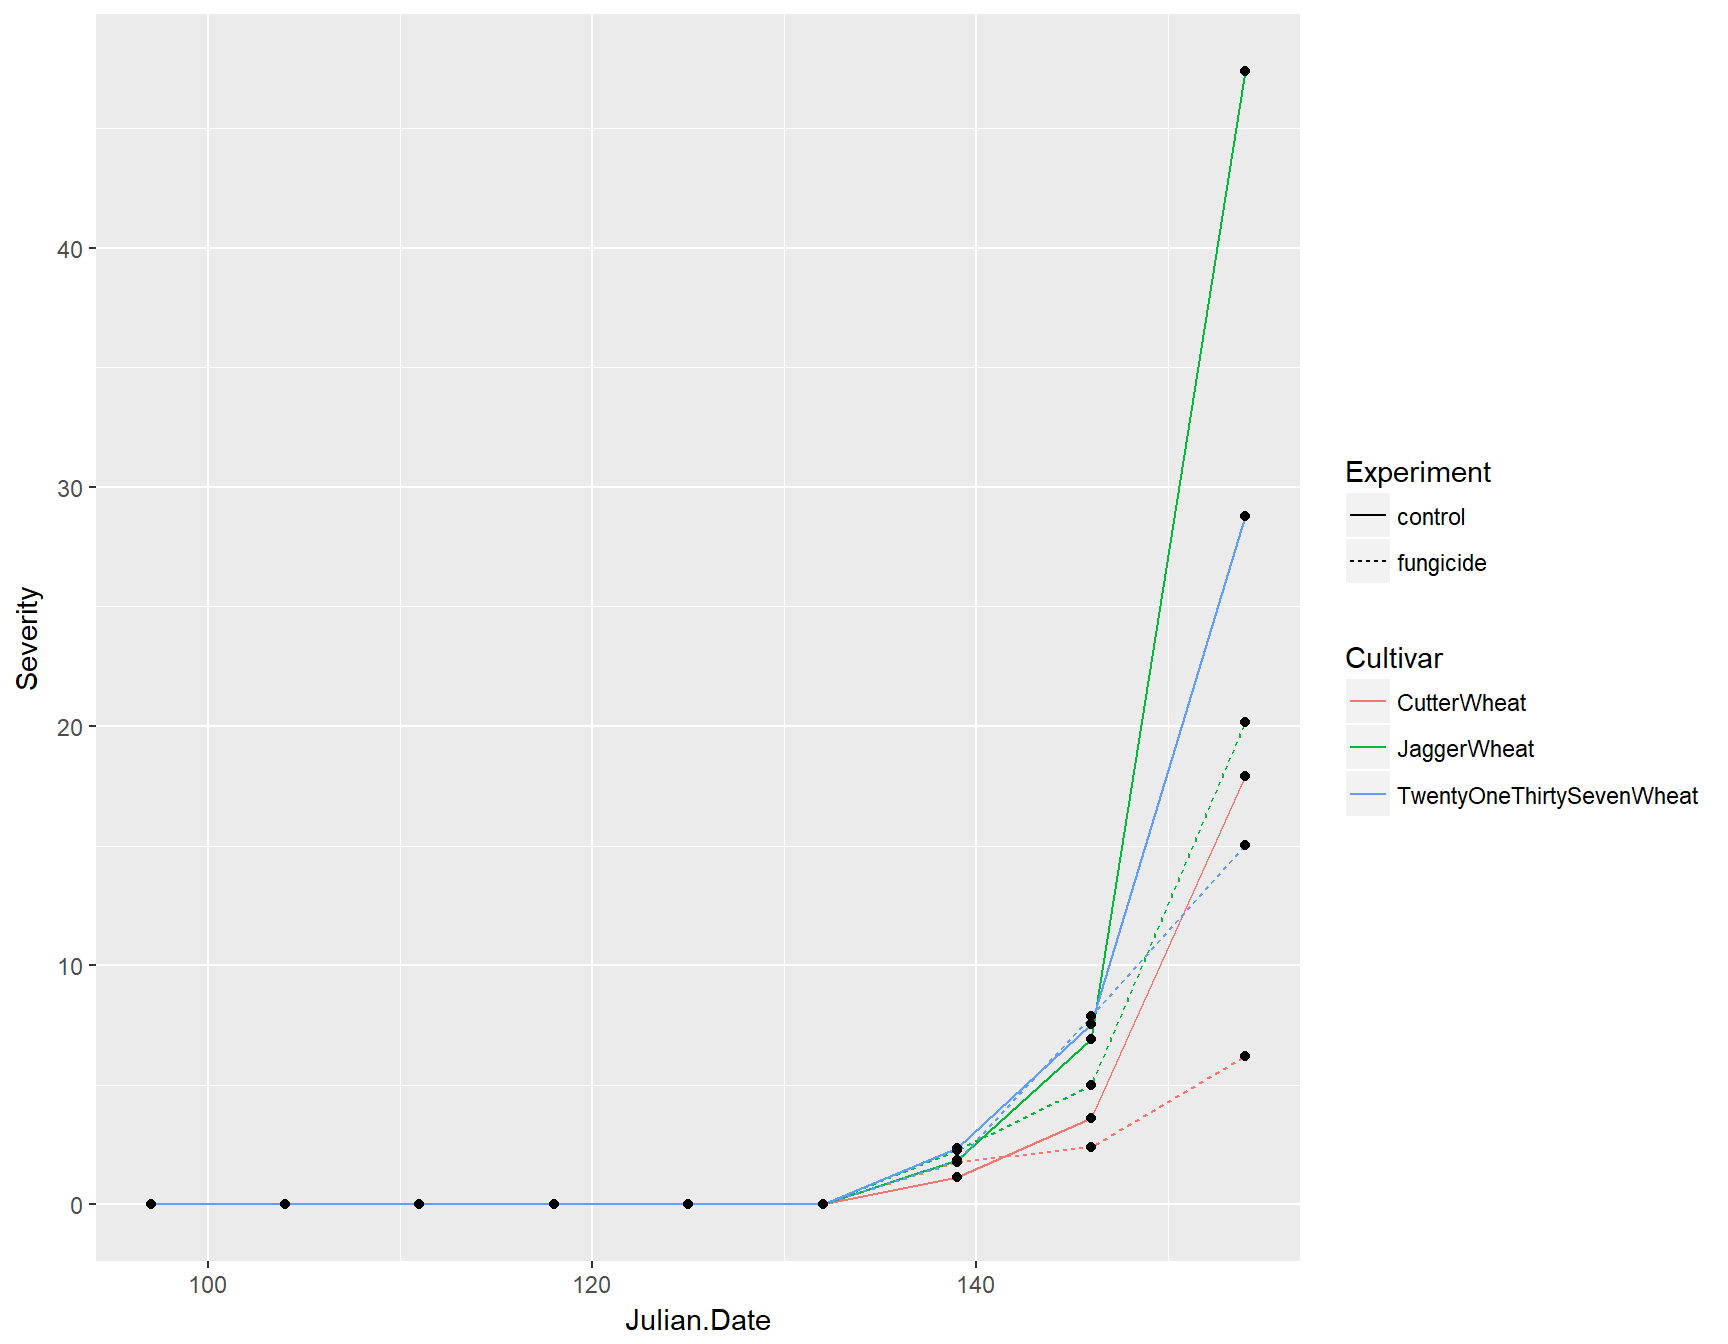 Severity
40
30
20
10
0
100
120
140
Julian.Date
Experiment
control
fungicide
Cultivar
CutterWheat
JaggerWheat
TwentyOneThirtySevenWheat